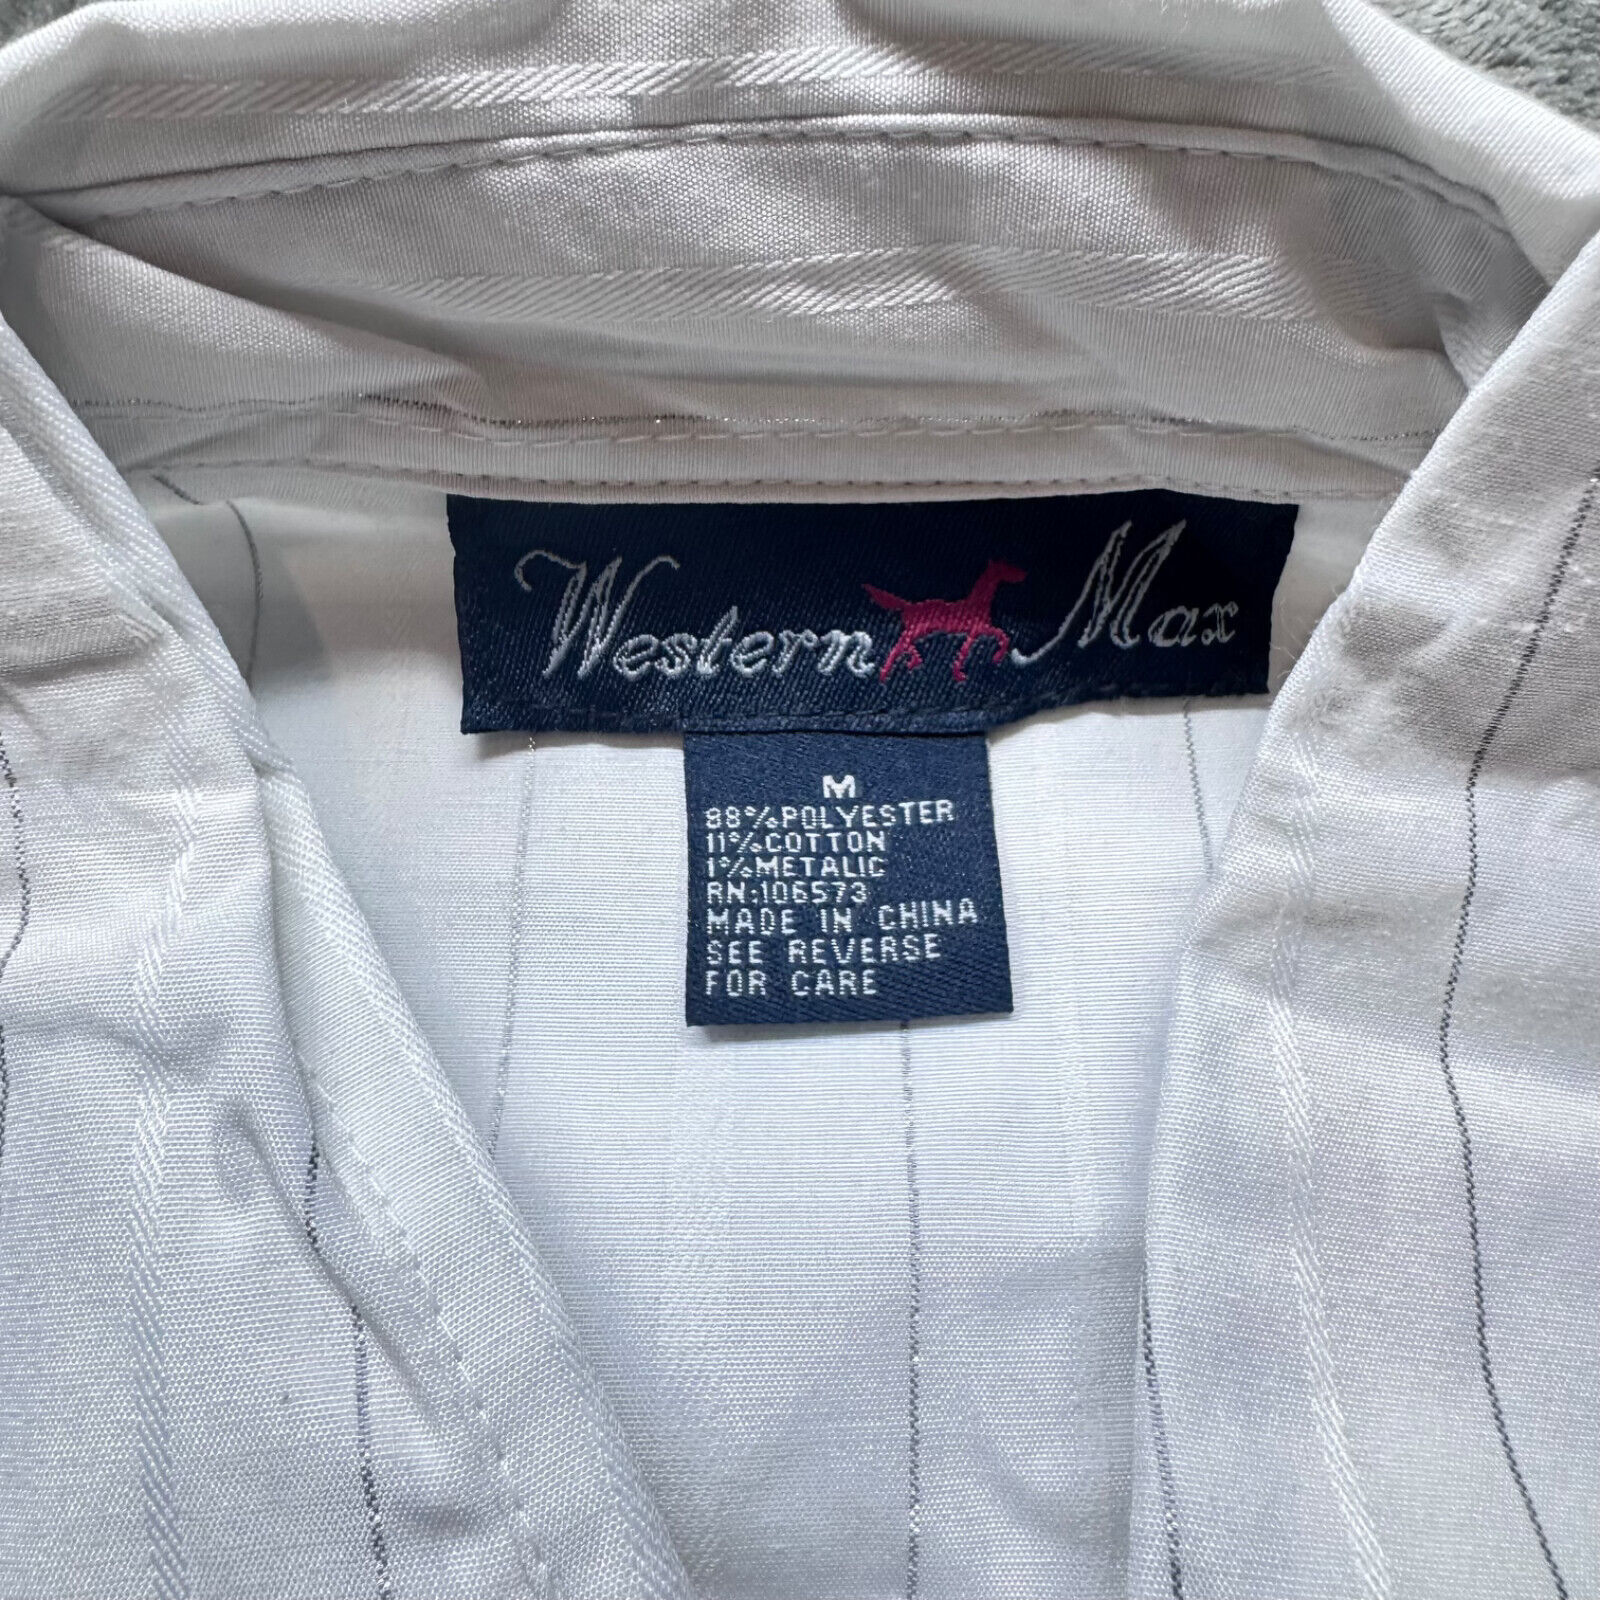 Western Max
M
88%POLYESTER
11%COTTON
1%METALIC
RN:106573
MADE IN CHINA
SEE REVERSE
FOR CARE